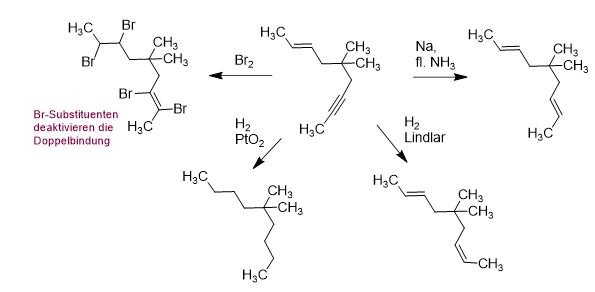 Br
H₃C
Br
CH₃
CH₃
Br
Br
H₃C
Br-Substituenten
deaktivieren die
Doppelbindung
Br₂
H₃C
CH₃
CH₃
H₃C
Na,
fl. NH₃
H₃C
CH₃
CH₃
H₃C
H₂
PtO₂
H₂
Lindlar
H₃C
CH₃
CH₃
H₃C
H₃C
CH₃
CH₃
CH₃